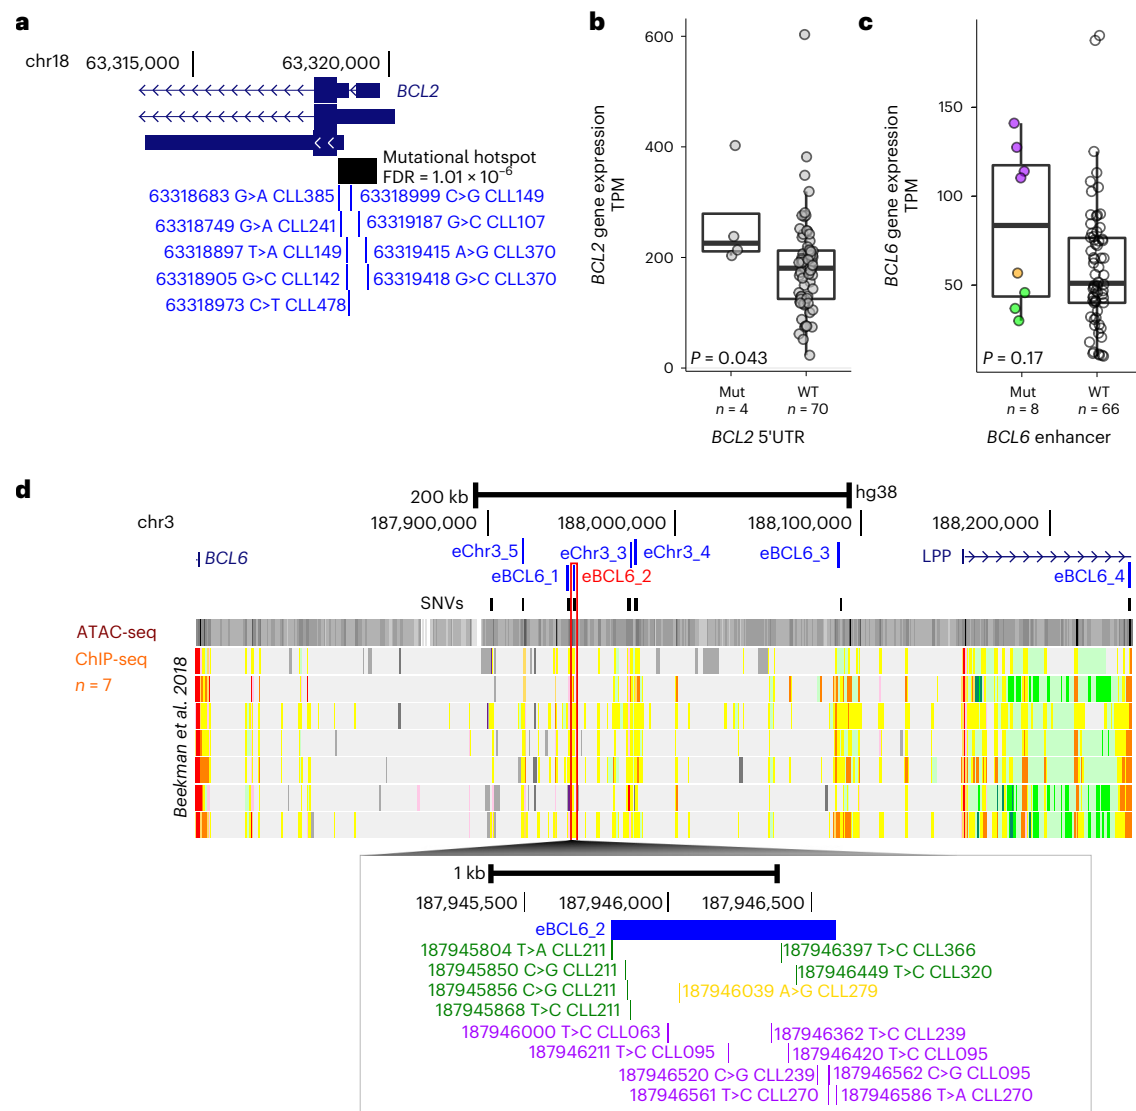 a
chr18 63,315,000 63,320,000
BCL2
Mutational hotspot
FDR = 1.01 × 10⁻⁶
63318683 G>A CLL385 63318999 C>G CLL149
63318749 G>A CLL241 63319187 G>C CLL107
63318897 T>A CLL149 63319415 A>G CLL370
63318905 G>C CLL142 63319418 G>C CLL370
63318973 C>T CLL478
b
BCL2 gene expression
TPM
600
400
200
0
P = 0.043
Mut WT
n = 4 n = 70
BCL2 5'UTR
c
BCL6 gene expression
TPM
150
100
50
P = 0.17
Mut WT
n = 8 n = 66
BCL6 enhancer
d
200 kb hg38
chr3 187,900,000 188,000,000 188,100,000 188,200,000
BCL6 eChr3_5 eChr3_3 eChr3_4 eBCL6_3 LPP
eBCL6_1 eBCL6_2 eBCL6_4
SNVs
ATAC-seq
ChIP-seq
n = 7
Beekman et al. 2018
1 kb
187,945,500 187,946,000 187,946,500
eBCL6_2
187945804 T>A CLL211 187946397 T>C CLL366
187945850 C>G CLL211 187946449 T>C CLL320
187945856 C>G CLL211 187946039 A>G CLL279
187945868 T>C CLL211
187946000 T>C CLL063 187946362 T>C CLL239
187946211 T>C CLL095 187946420 T>C CLL095
187946520 C>G CLL239 187946562 C>G CLL095
187946561 T>C CLL270 187946586 T>A CLL270